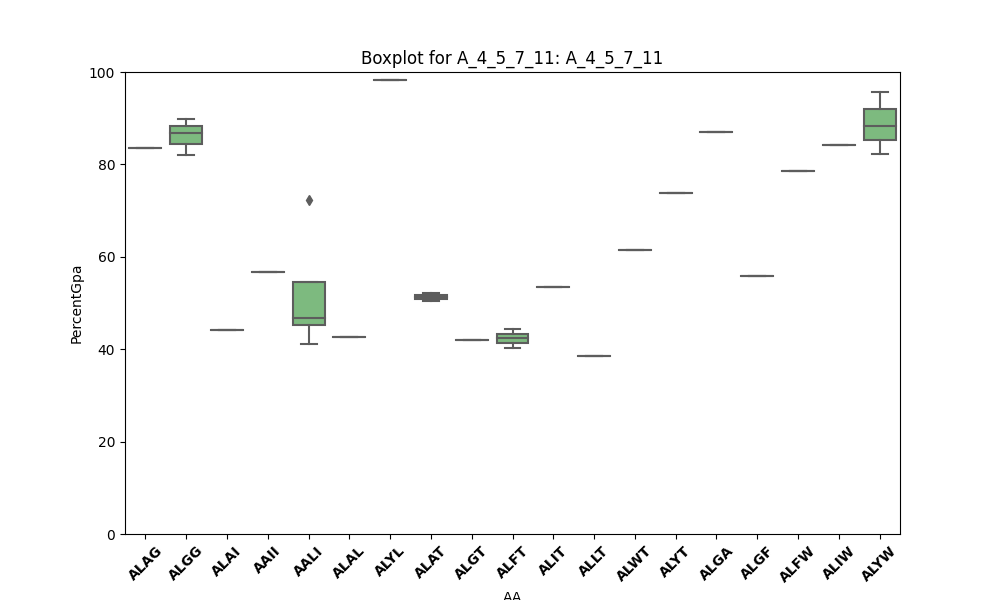 Boxplot for A_4_5_7_11: A_4_5_7_11
100
80
60
40
20
0
PercentGpa
ALAG ALGG ALAI AAII AALI ALAL ALYL ALAT ALGT ALFT ALIT ALLT ALWT ALYT ALGA ALGF ALFW ALIW ALYW
AA